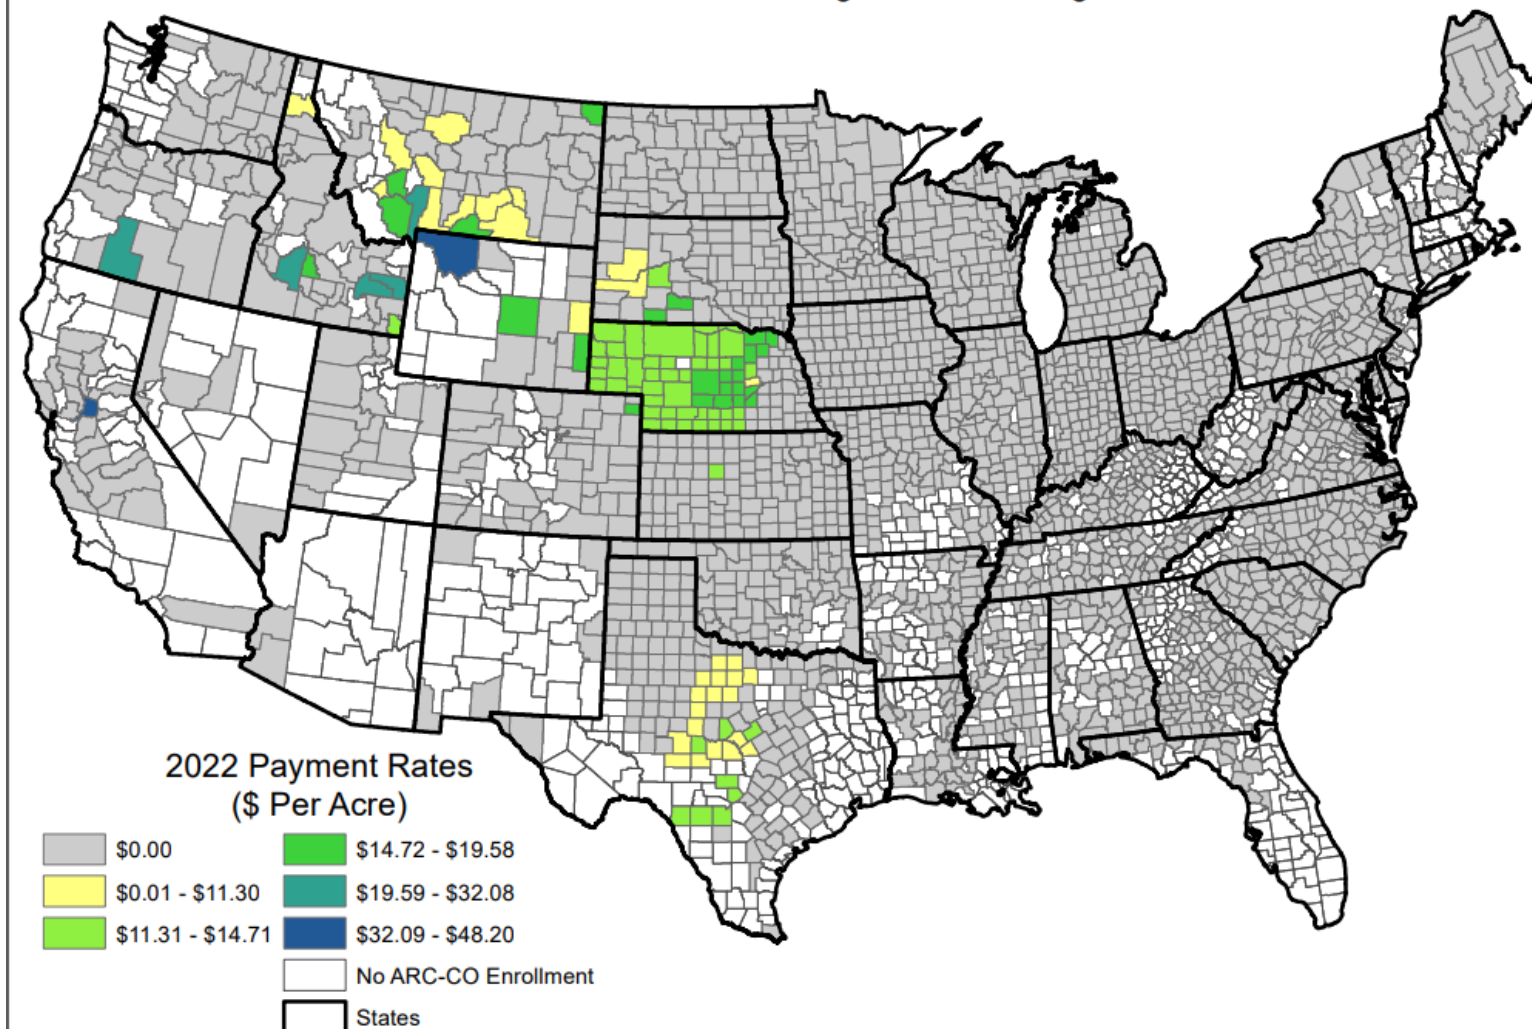 2022 Payment Rates
($ Per Acre)
$0.00
$0.01 - $11.30
$11.31 - $14.71
$14.72 - $19.58
$19.59 - $32.08
$32.09 - $48.20
No ARC-CO Enrollment
States